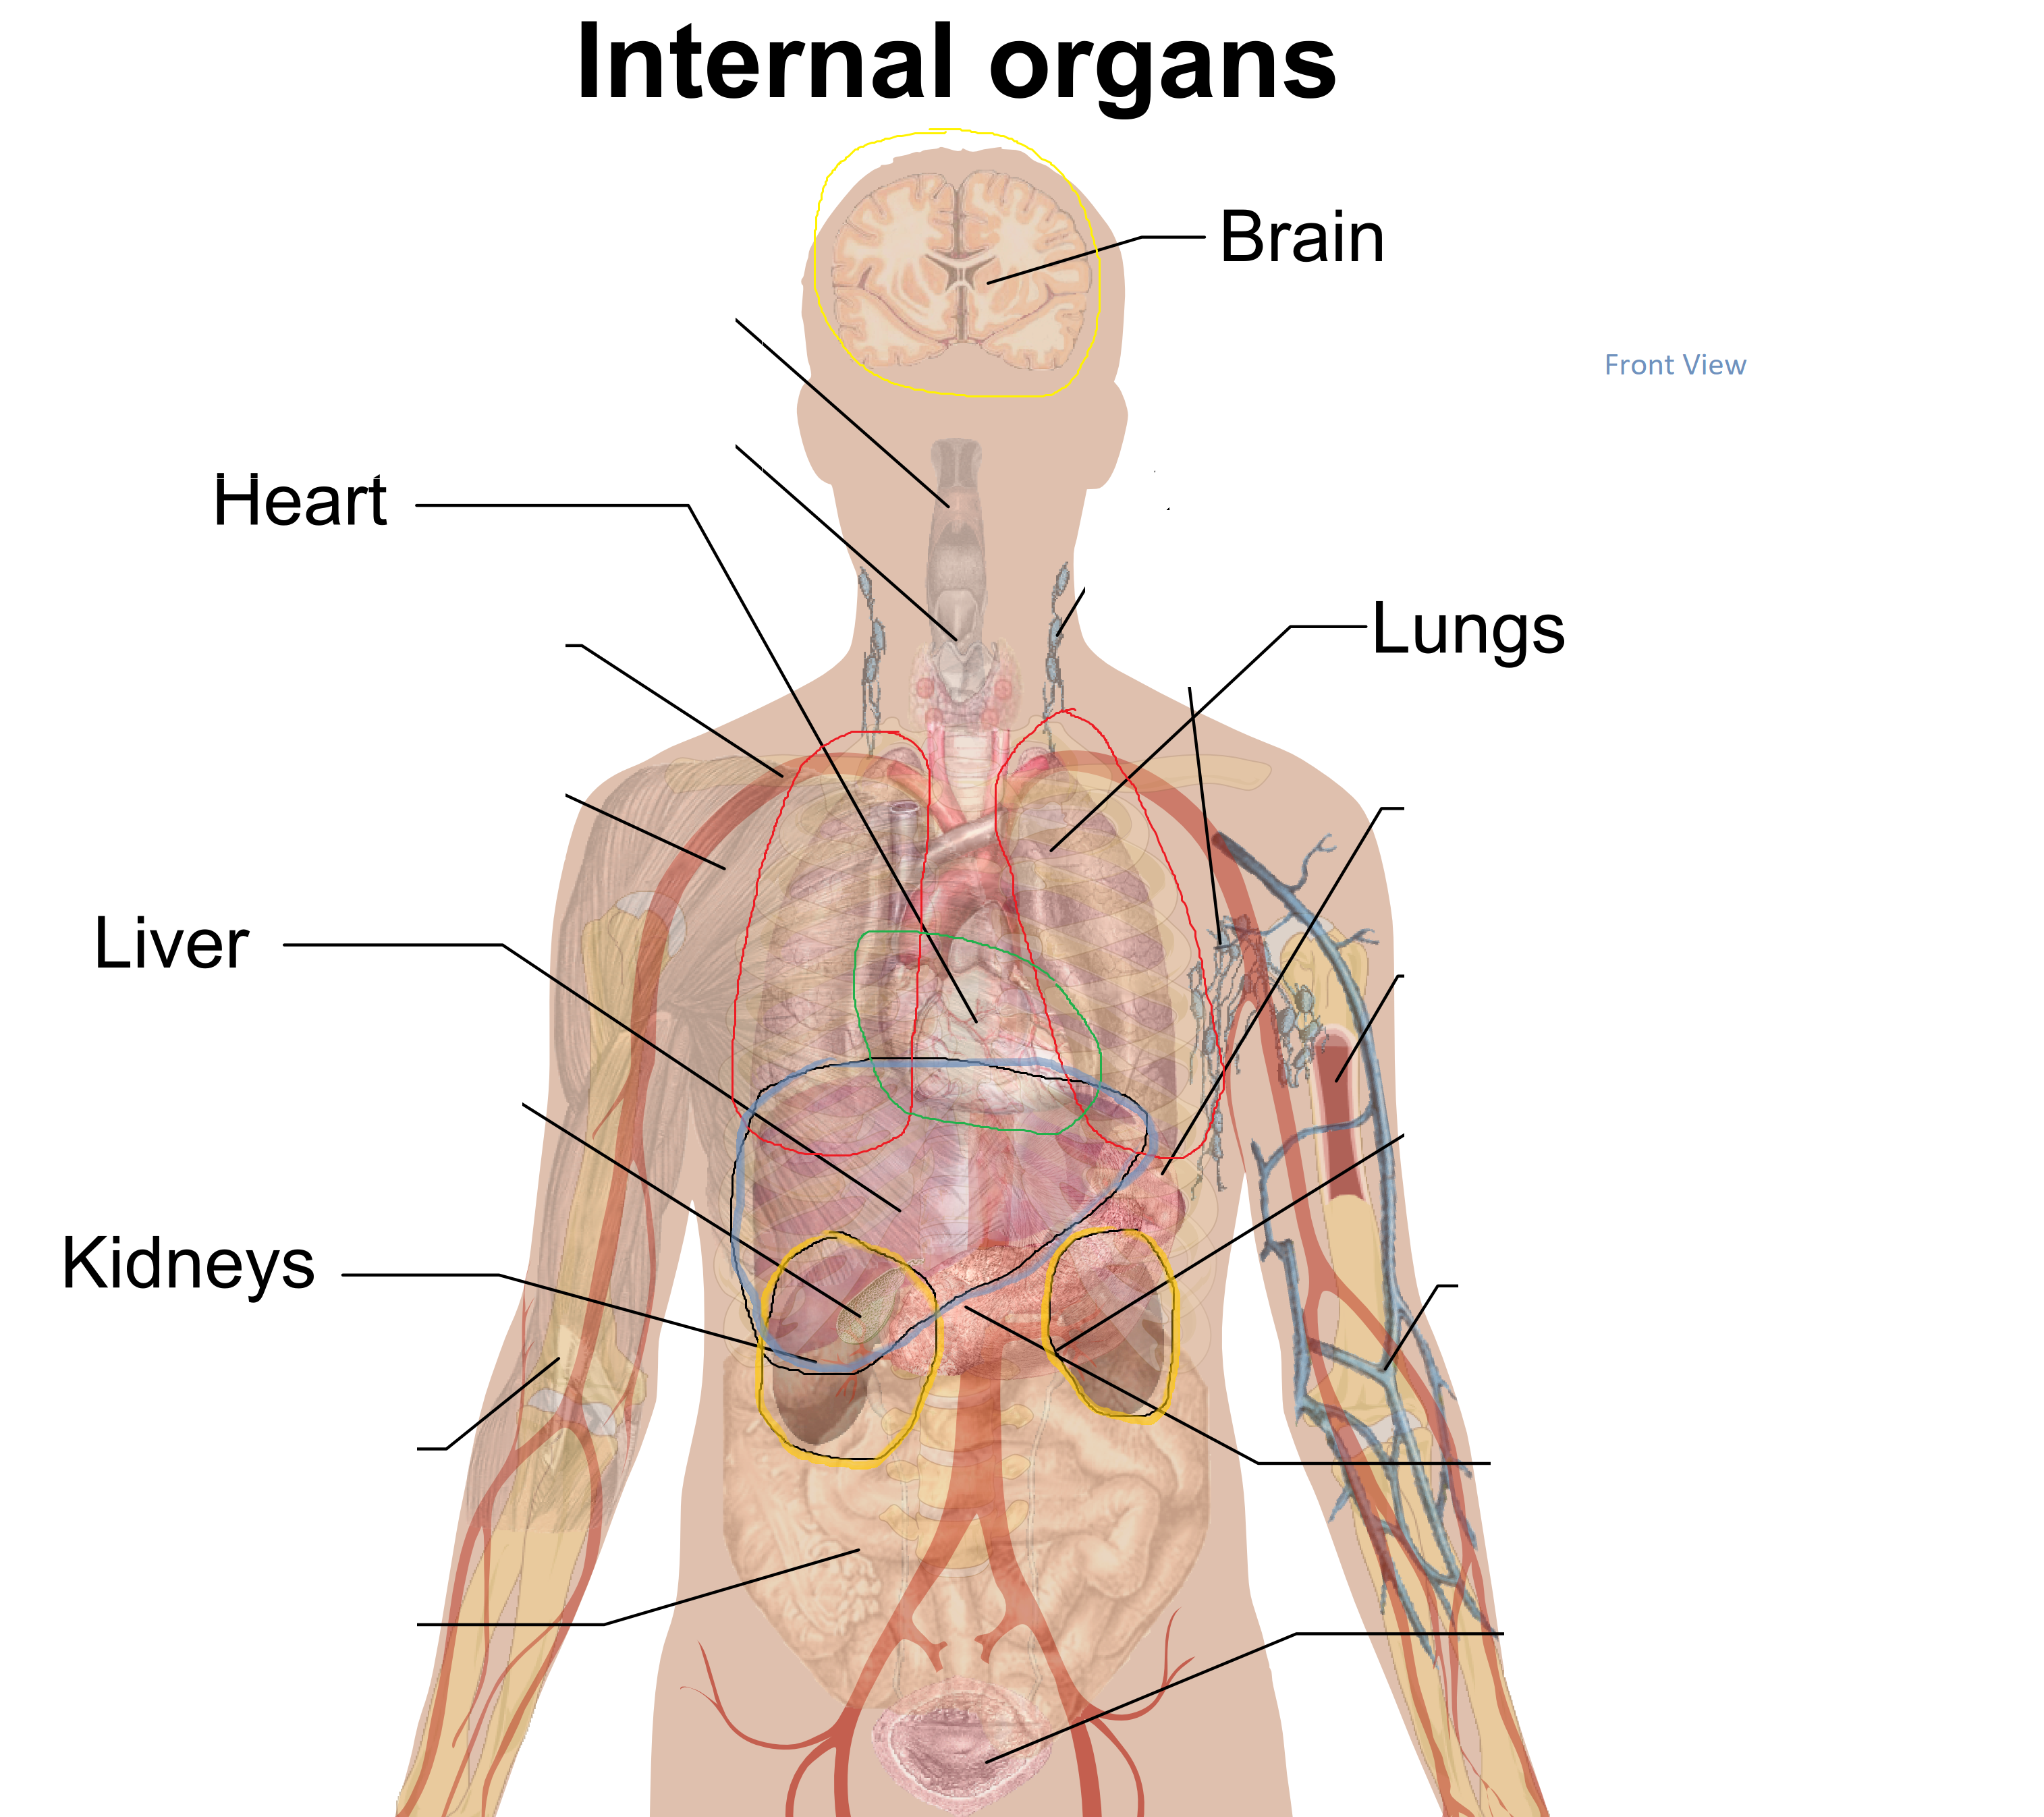 Internal organs
Brain
Front View
Heart
Lungs
Liver
Kidneys